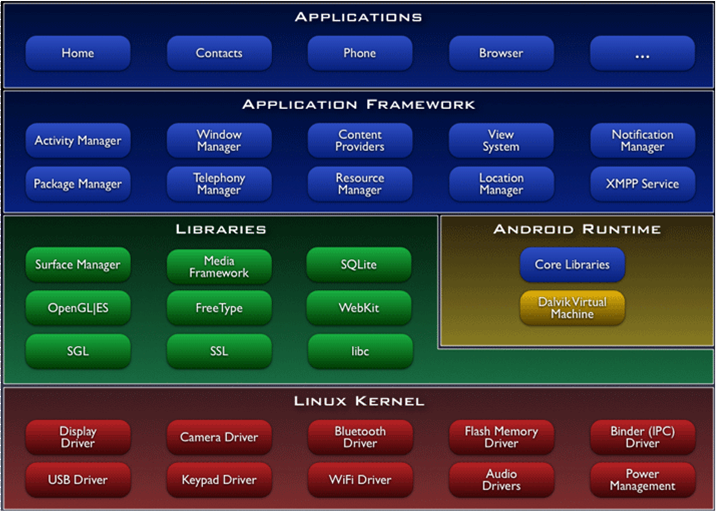 APPLICATIONS
Home
Contacts
Phone
Browser
...
APPLICATION FRAMEWORK
Activity Manager
Window
Manager
Content
Providers
View
System
Notification
Manager
Package Manager
Telephony
Manager
Resource
Manager
Location
Manager
XMPP Service
LIBRARIES
Surface Manager
Media
Framework
SQLite
OpenGL|ES
FreeType
WebKit
SGL
SSL
libc
ANDROID RUNTIME
Core Libraries
Dalvik Virtual
Machine
LINUX KERNEL
Display
Driver
Camera Driver
Bluetooth
Driver
Flash Memory
Driver
Binder (IPC)
Driver
USB Driver
Keypad Driver
WiFi Driver
Audio
Drivers
Power
Management